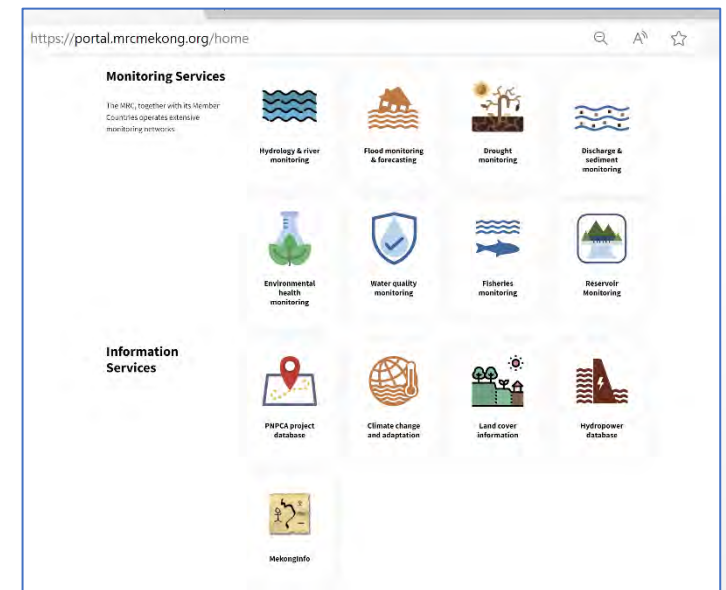 https://portal.mrcmekong.org/home
Monitoring Services
The MRC, together with its Member
Countries operates extensive
monitoring networks
Hydrology & river
monitoring
Flood monitoring
& forecasting
Drought
monitoring
Discharge &
sediment
monitoring
Environmental
health
monitoring
Water quality
monitoring
Fisheries
monitoring
Reservoir
Monitoring
Information
Services
PNPCA project
database
Climate change
and adaptation
Land cover
information
Hydropower
database
MekongInfo